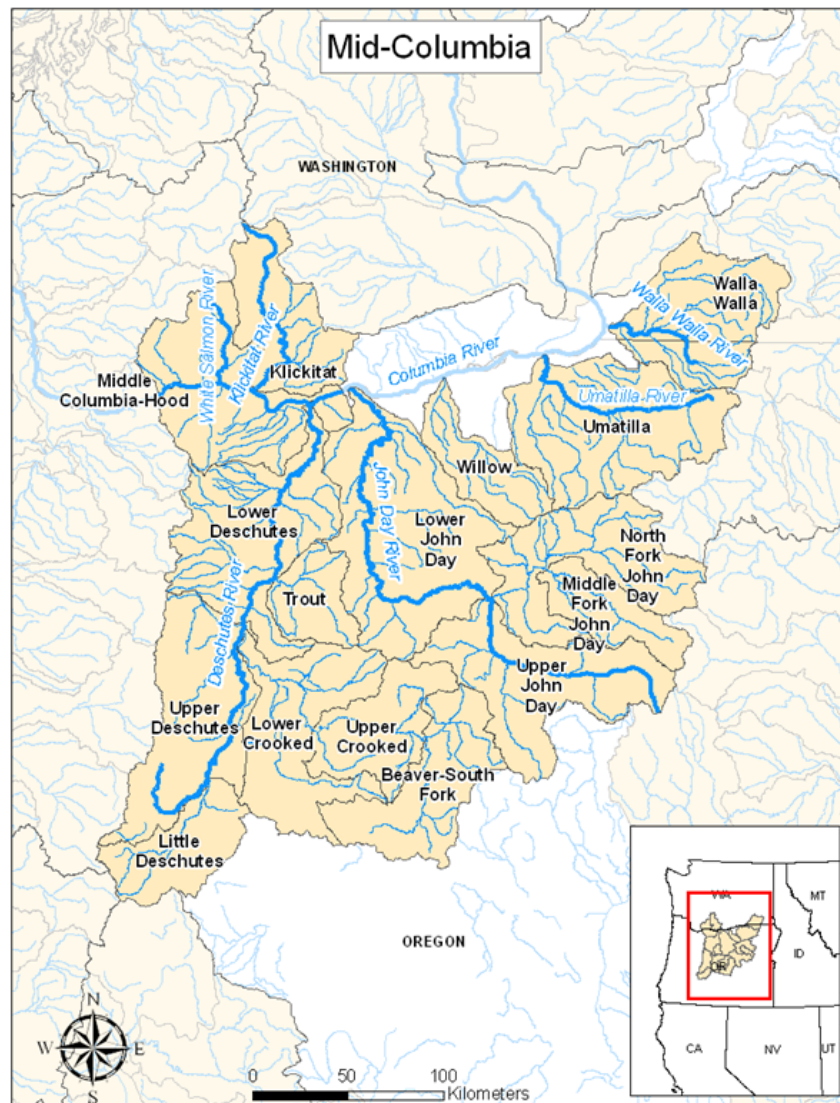 Mid-Columbia
WASHINGTON
Walla
Walla
Walla Walla River
White Salmon River
Klickitat River
Klickitat
Columbia River
Middle
Columbia-Hood
Umatilla River
Umatilla
Willow
John Day River
Lower
Deschutes
Lower
John
Day
North
Fork
John
Day
Middle
Fork
John
Day
Trout
Deschutes River
Upper
John
Day
Upper
Deschutes
Lower
Crooked
Upper
Crooked
Beaver-South
Fork
Little
Deschutes
OREGON
WA
MT
OR
ID
CA
NV
UT
N
W
E
S
0
50
100
Kilometers